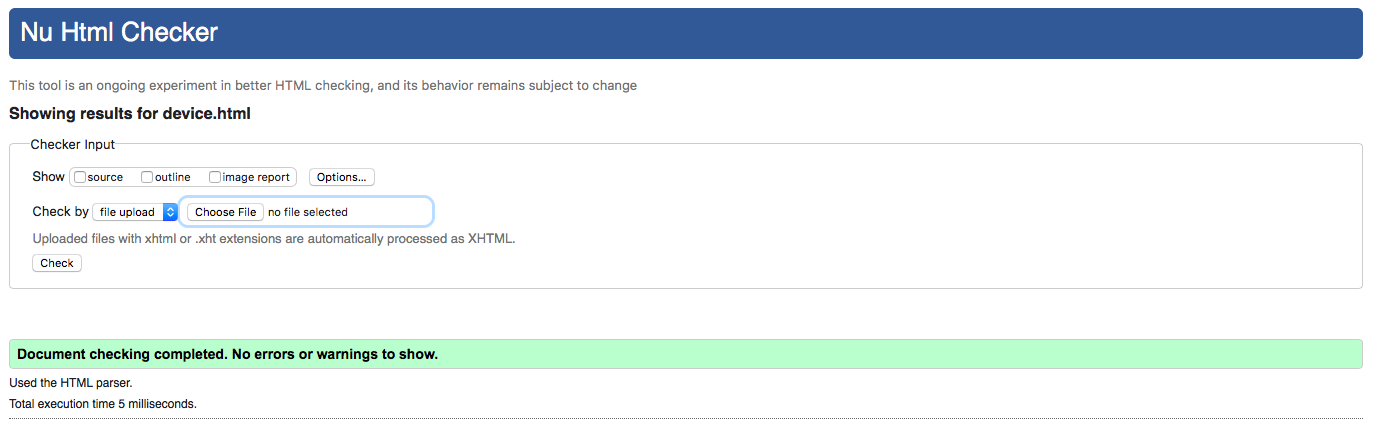 Nu Html Checker
This tool is an ongoing experiment in better HTML checking, and its behavior remains subject to change
Showing results for device.html
Checker Input
Show source outline image report Options...
Check by file upload Choose File no file selected
Uploaded files with xhtml or .xht extensions are automatically processed as XHTML.
Check
Document checking completed. No errors or warnings to show.
Used the HTML parser.
Total execution time 5 milliseconds.